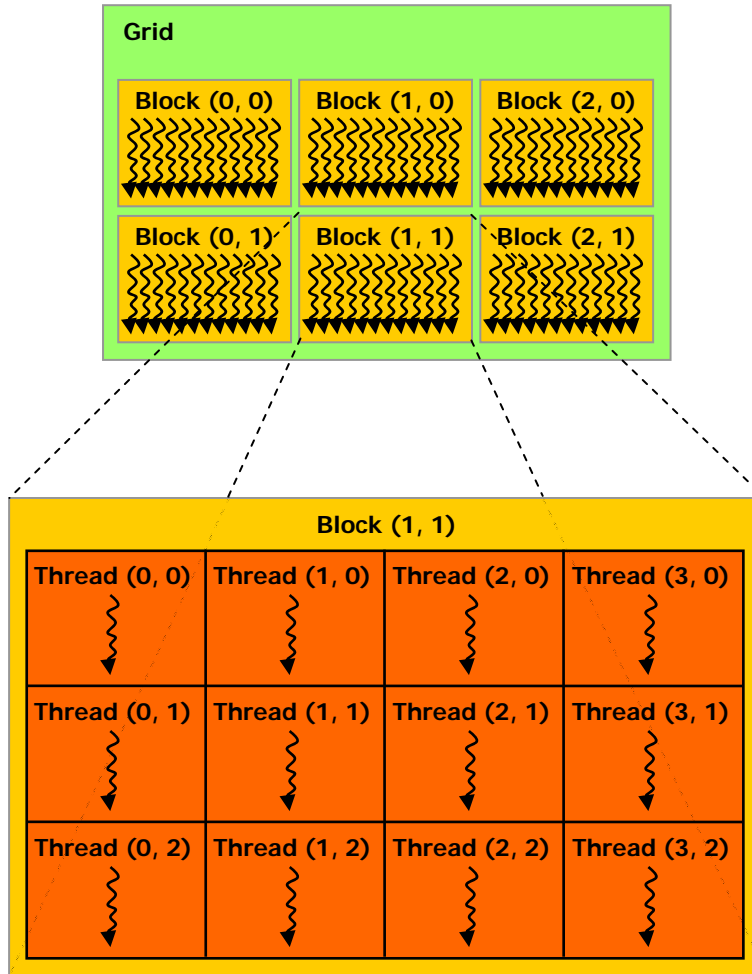 Grid
Block (0, 0) Block (1, 0) Block (2, 0)
Block (0, 1) Block (1, 1) Block (2, 1)
Block (1, 1)
Thread (0, 0) Thread (1, 0) Thread (2, 0) Thread (3, 0)
Thread (0, 1) Thread (1, 1) Thread (2, 1) Thread (3, 1)
Thread (0, 2) Thread (1, 2) Thread (2, 2) Thread (3, 2)